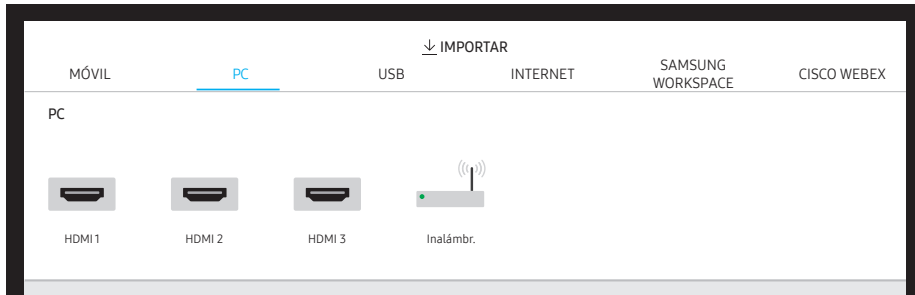 IMPORTAR
MÓVIL PC USB INTERNET SAMSUNG WORKSPACE CISCO WEBEX
PC
HDMI 1 HDMI 2 HDMI 3 Inalámbr.